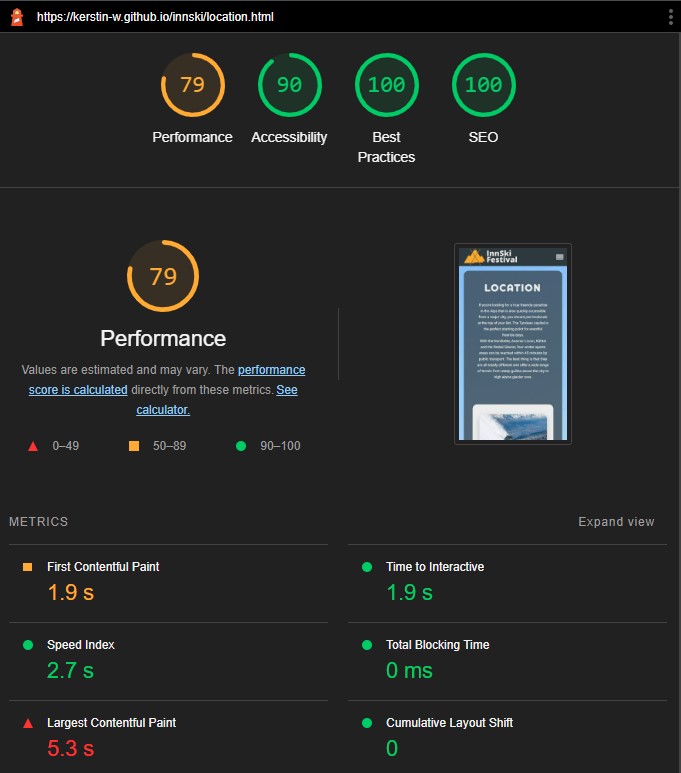 https://kerstin-w.github.io/innski/location.html
79
90
100
100
Performance
Accessibility
Best
Practices
SEO
79
Performance
Values are estimated and may vary. The performance
score is calculated directly from these metrics. See
calculator.
0–49
50–89
90–100
InnSki
Festival
LOCATION
METRICS
Expand view
First Contentful Paint
1.9 s
Time to Interactive
1.9 s
Speed Index
2.7 s
Total Blocking Time
0 ms
Largest Contentful Paint
5.3 s
Cumulative Layout Shift
0